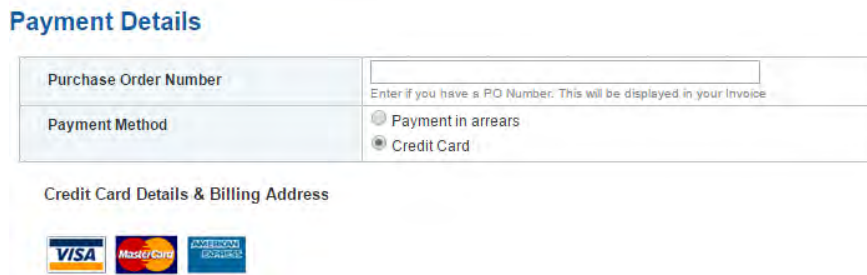 Payment Details
Purchase Order Number
Enter if you have a PO Number. This will be displayed in your Invoice
Payment Method
Payment in arrears
Credit Card
Credit Card Details & Billing Address
VISA MasterCard AMERICAN EXPRESS